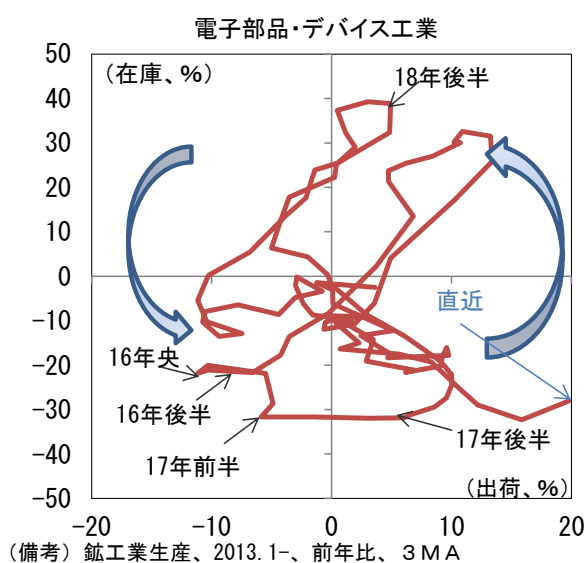 電子部品・デバイス工業
50
(在庫、%)
18年後半
40
30
20
10
0
直近
-10
16年央
-20
16年後半
-30
17年後半
17年前半
-40
(出荷、%)
-50
-20 -10 0 10 20
(備考) 鉱工業生産、2013.1-、前年比、3MA